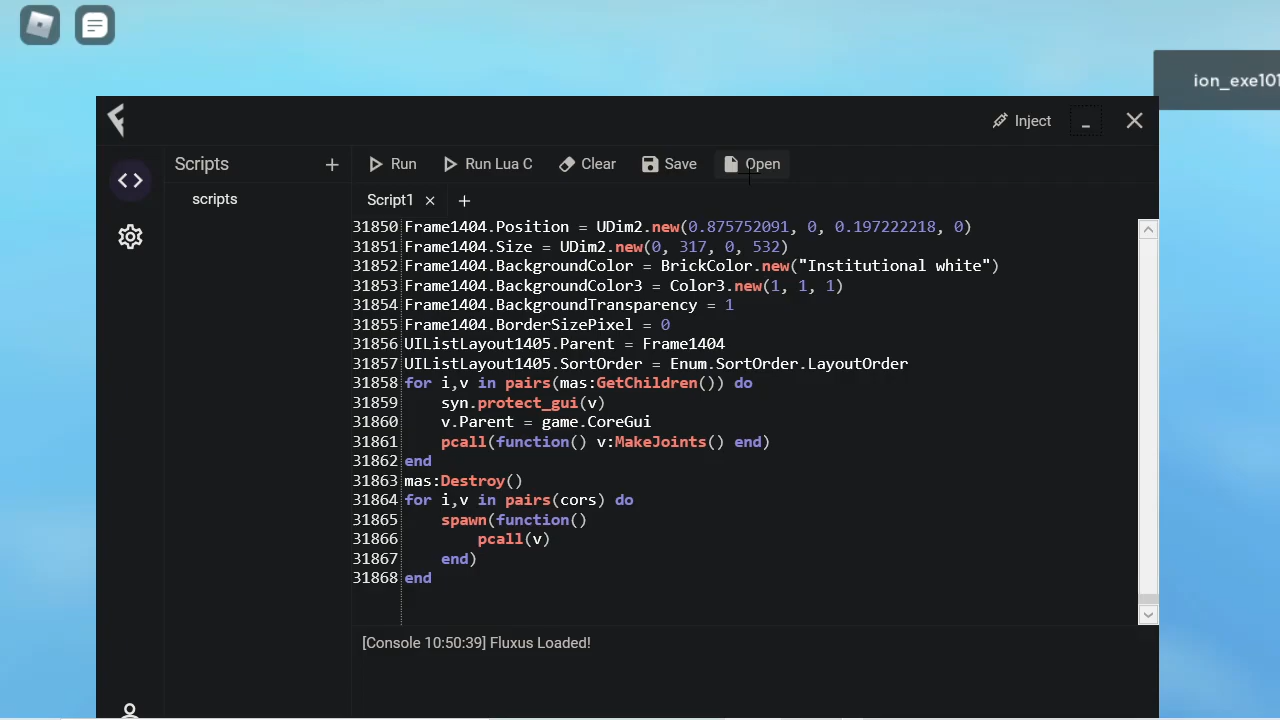 ion_exe101
Inject
Scripts
Run
Run Lua C
Clear
Save
Open
scripts
Script1
31850 Frame1404.Position = UDim2.new(0.875752091, 0, 0.197222218, 0)
31851 Frame1404.Size = UDim2.new(0, 317, 0, 532)
31852 Frame1404.BackgroundColor = BrickColor.new("Institutional white")
31853 Frame1404.BackgroundColor3 = Color3.new(1, 1, 1)
31854 Frame1404.BackgroundTransparency = 1
31855 Frame1404.BorderSizePixel = 0
31856 UIListLayout1405.Parent = Frame1404
31857 UIListLayout1405.SortOrder = Enum.SortOrder.LayoutOrder
31858 for i,v in pairs(mas:GetChildren()) do
31859     syn.protect_gui(v)
31860     v.Parent = game.CoreGui
31861     pcall(function() v:MakeJoints() end)
31862 end
31863 mas:Destroy()
31864 for i,v in pairs(cors) do
31865     spawn(function()
31866         pcall(v)
31867     end)
31868 end
[Console 10:50:39] Fluxus Loaded!